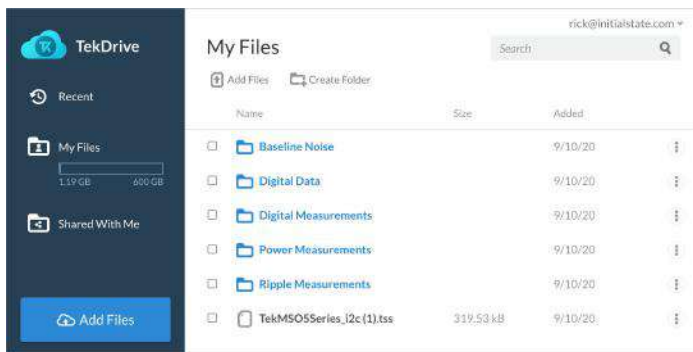 rick@initialstate.com
TekDrive
My Files
Search
Add Files Create Folder
Recent
Name Size Added
My Files
1.19 GB 600 GB
Shared With Me
Baseline Noise 9/10/20
Digital Data 9/10/20
Digital Measurements 9/10/20
Power Measurements 9/10/20
Ripple Measurements 9/10/20
TekMSO5Series_i2c (1).tss 319.53 kB 9/10/20
Add Files